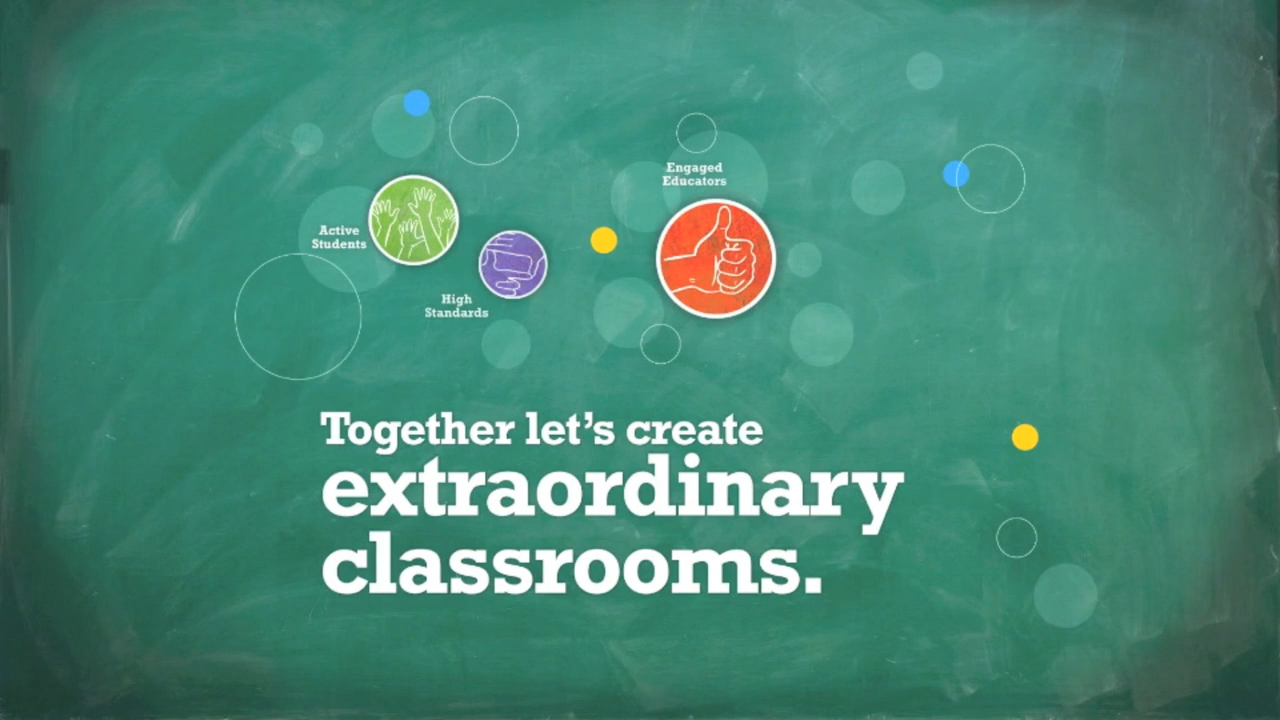 Engaged
Educators
Active
Students
High
Standards
Together let's create
extraordinary
classrooms.